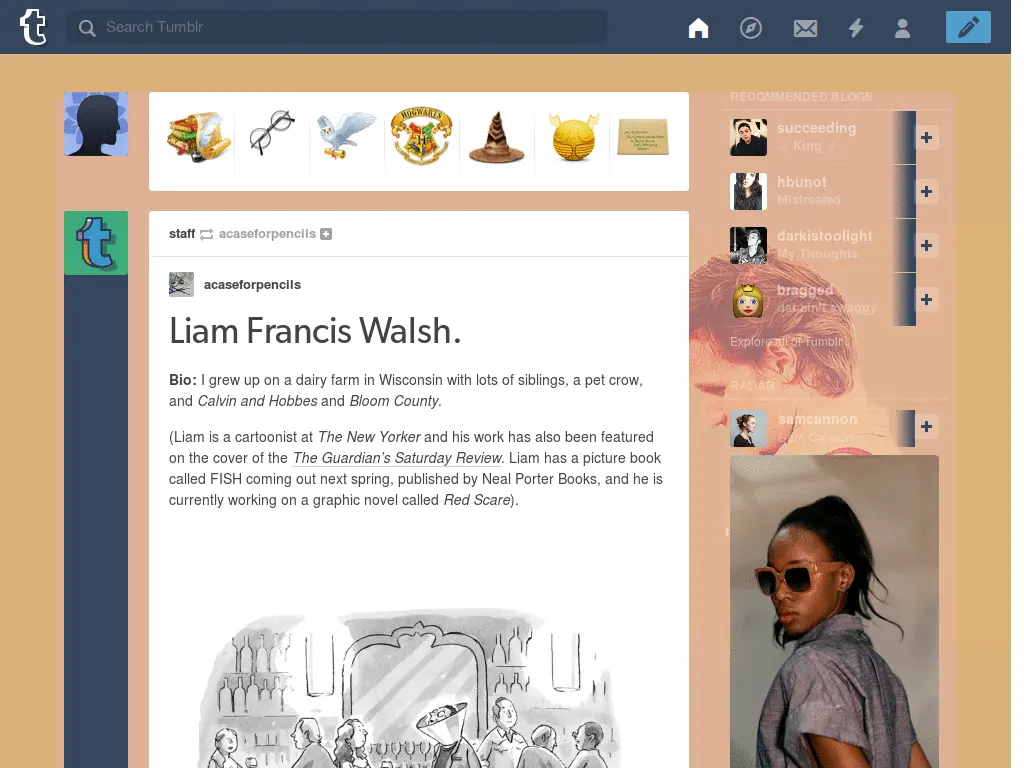 Search Tumblr
HOGWARTS
RECOMMENDED BLOGS
succeeding
King
hbunot
Mistreated
darkistoolight
My Thoughts
bragged
dat ain't swaggy
Explore all of Tumblr
RADAR
samcannon
Sam Cannon
staff acaseforpencils
acaseforpencils
Liam Francis Walsh.
Bio: I grew up on a dairy farm in Wisconsin with lots of siblings, a pet crow,
and Calvin and Hobbes and Bloom County.
(Liam is a cartoonist at The New Yorker and his work has also been featured
on the cover of the The Guardian's Saturday Review. Liam has a picture book
called FISH coming out next spring, published by Neal Porter Books, and he is
currently working on a graphic novel called Red Scare).